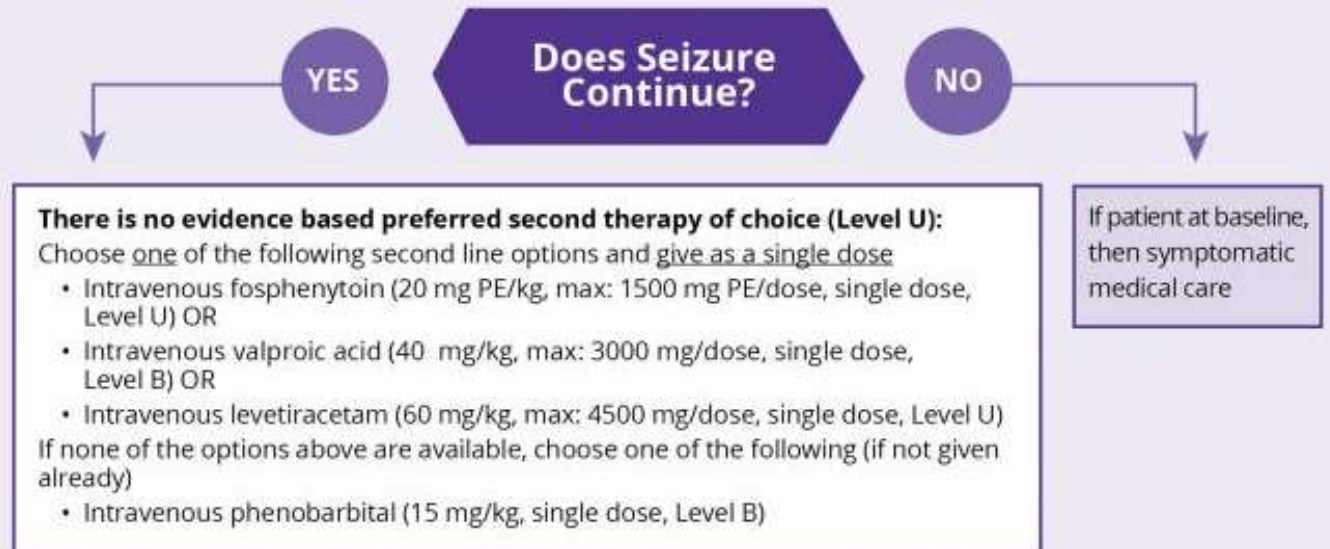 Does Seizure
Continue?
YES
NO
There is no evidence based preferred second therapy of choice (Level U):
Choose one of the following second line options and give as a single dose
• Intravenous fosphenytoin (20 mg PE/kg, max: 1500 mg PE/dose, single dose,
Level U) OR
• Intravenous valproic acid (40 mg/kg, max: 3000 mg/dose, single dose,
Level B) OR
• Intravenous levetiracetam (60 mg/kg, max: 4500 mg/dose, single dose, Level U)
If none of the options above are available, choose one of the following (if not given
already)
• Intravenous phenobarbital (15 mg/kg, single dose, Level B)
If patient at baseline,
then symptomatic
medical care